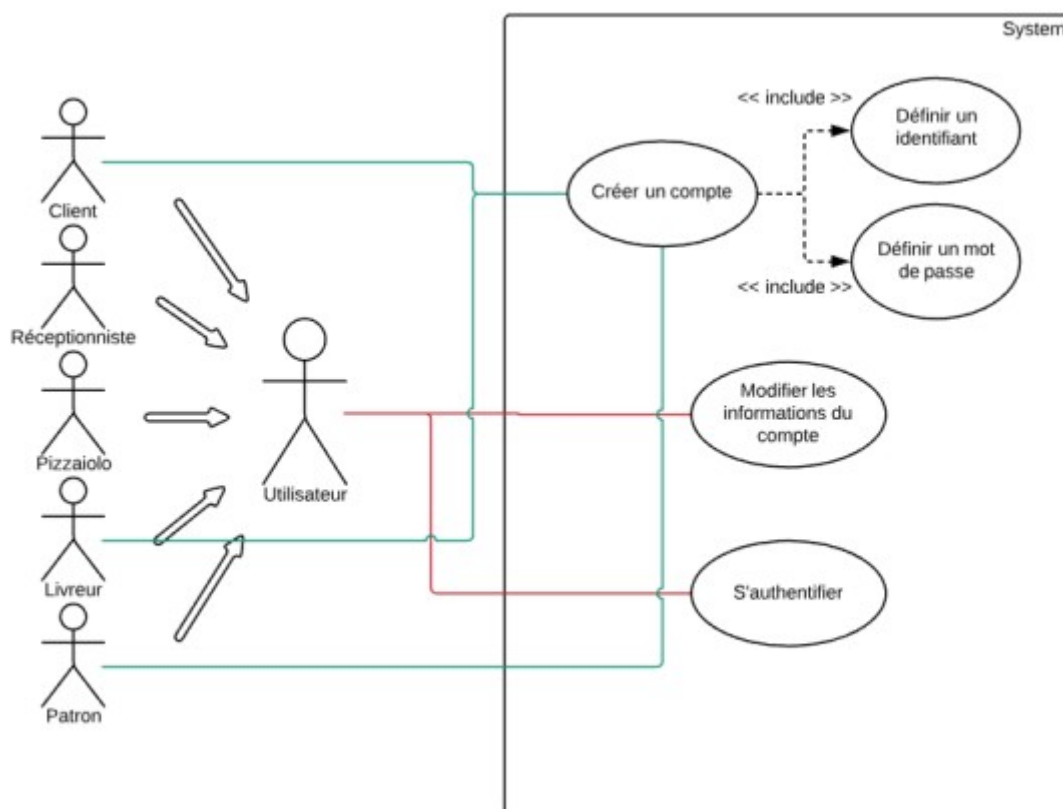 System
Client
Réceptionniste
Pizzaiolo
Livreur
Patron
Utilisateur
Créer un compte
<< include >>
Définir un
identifiant
Définir un mot
de passe
<< include >>
Modifier les
informations du
compte
S'authentifier